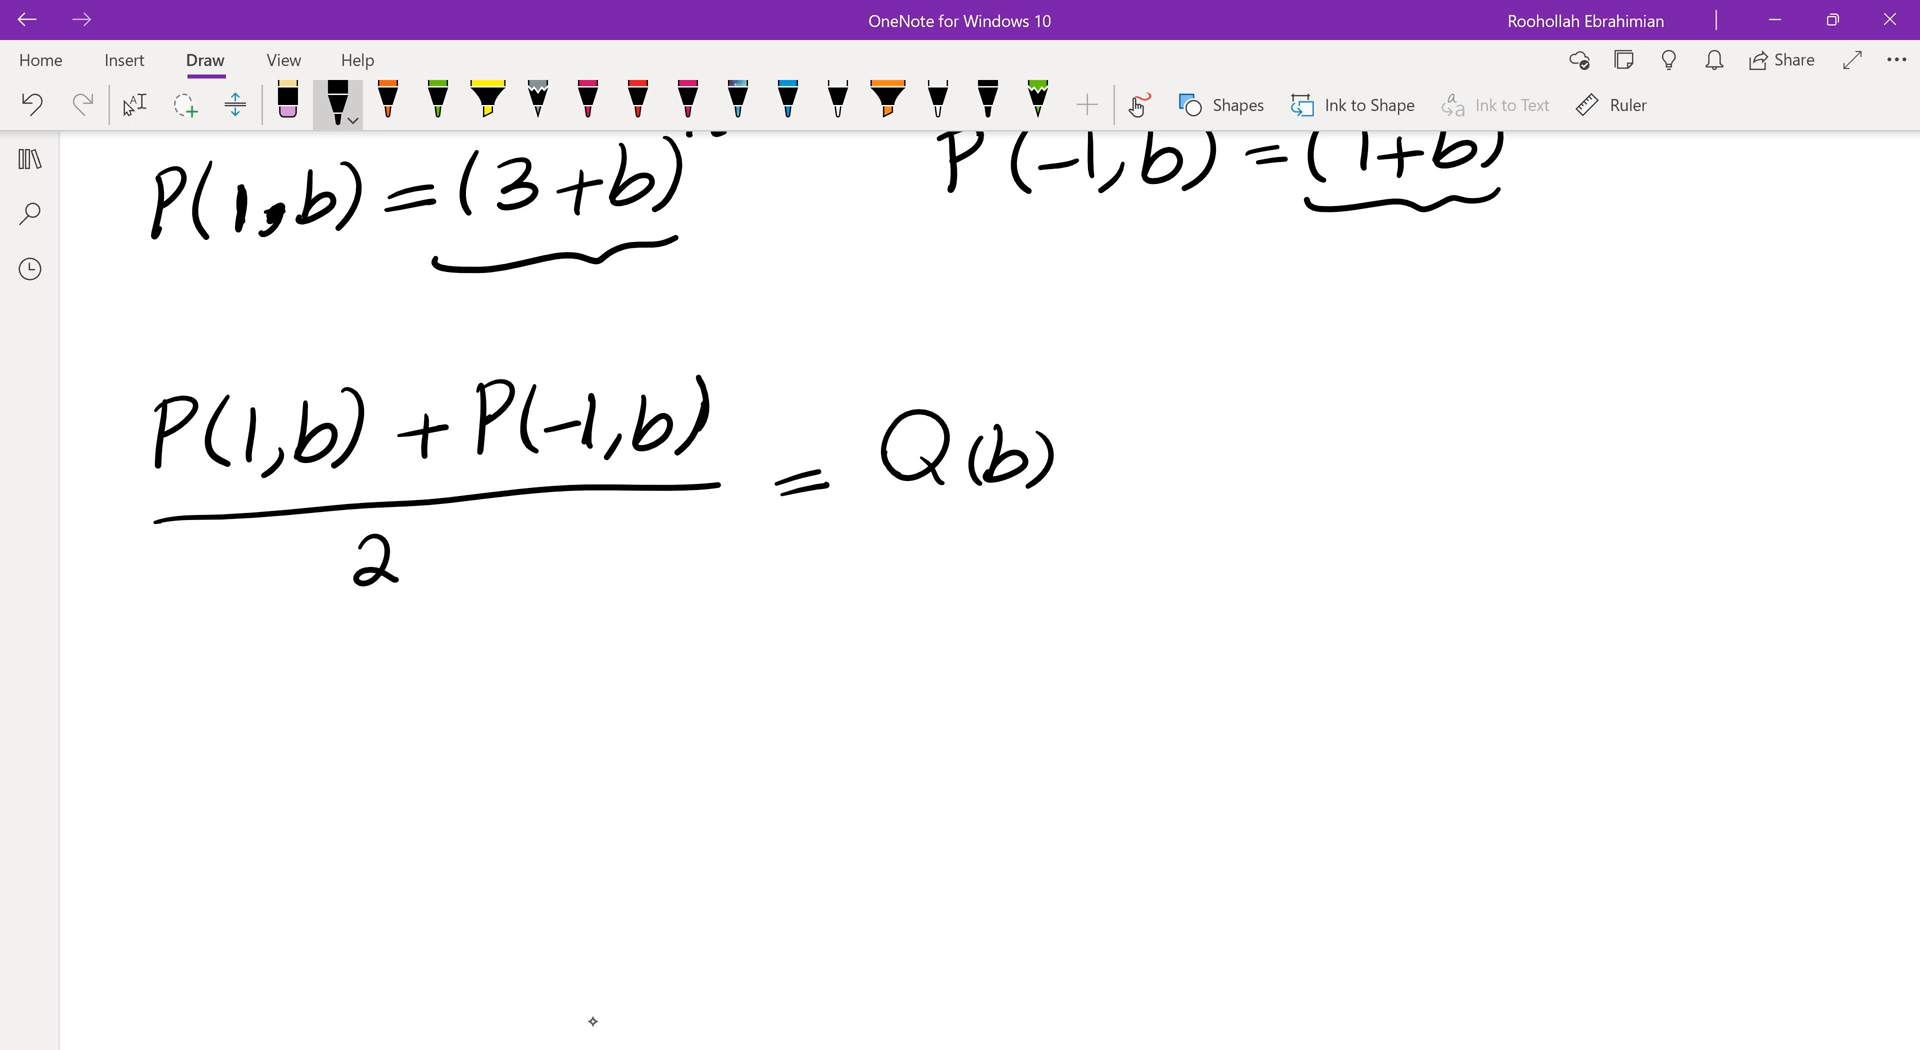 OneNote for Windows 10
Roohollah Ebrahimian
Home Insert Draw View Help
Share
Shapes Ink to Shape Ink to Text Ruler
P(1,b) = (3+b)
P(-1,b) = (1+b)
P(1,b) + P(-1,b)
= Q(b)
2